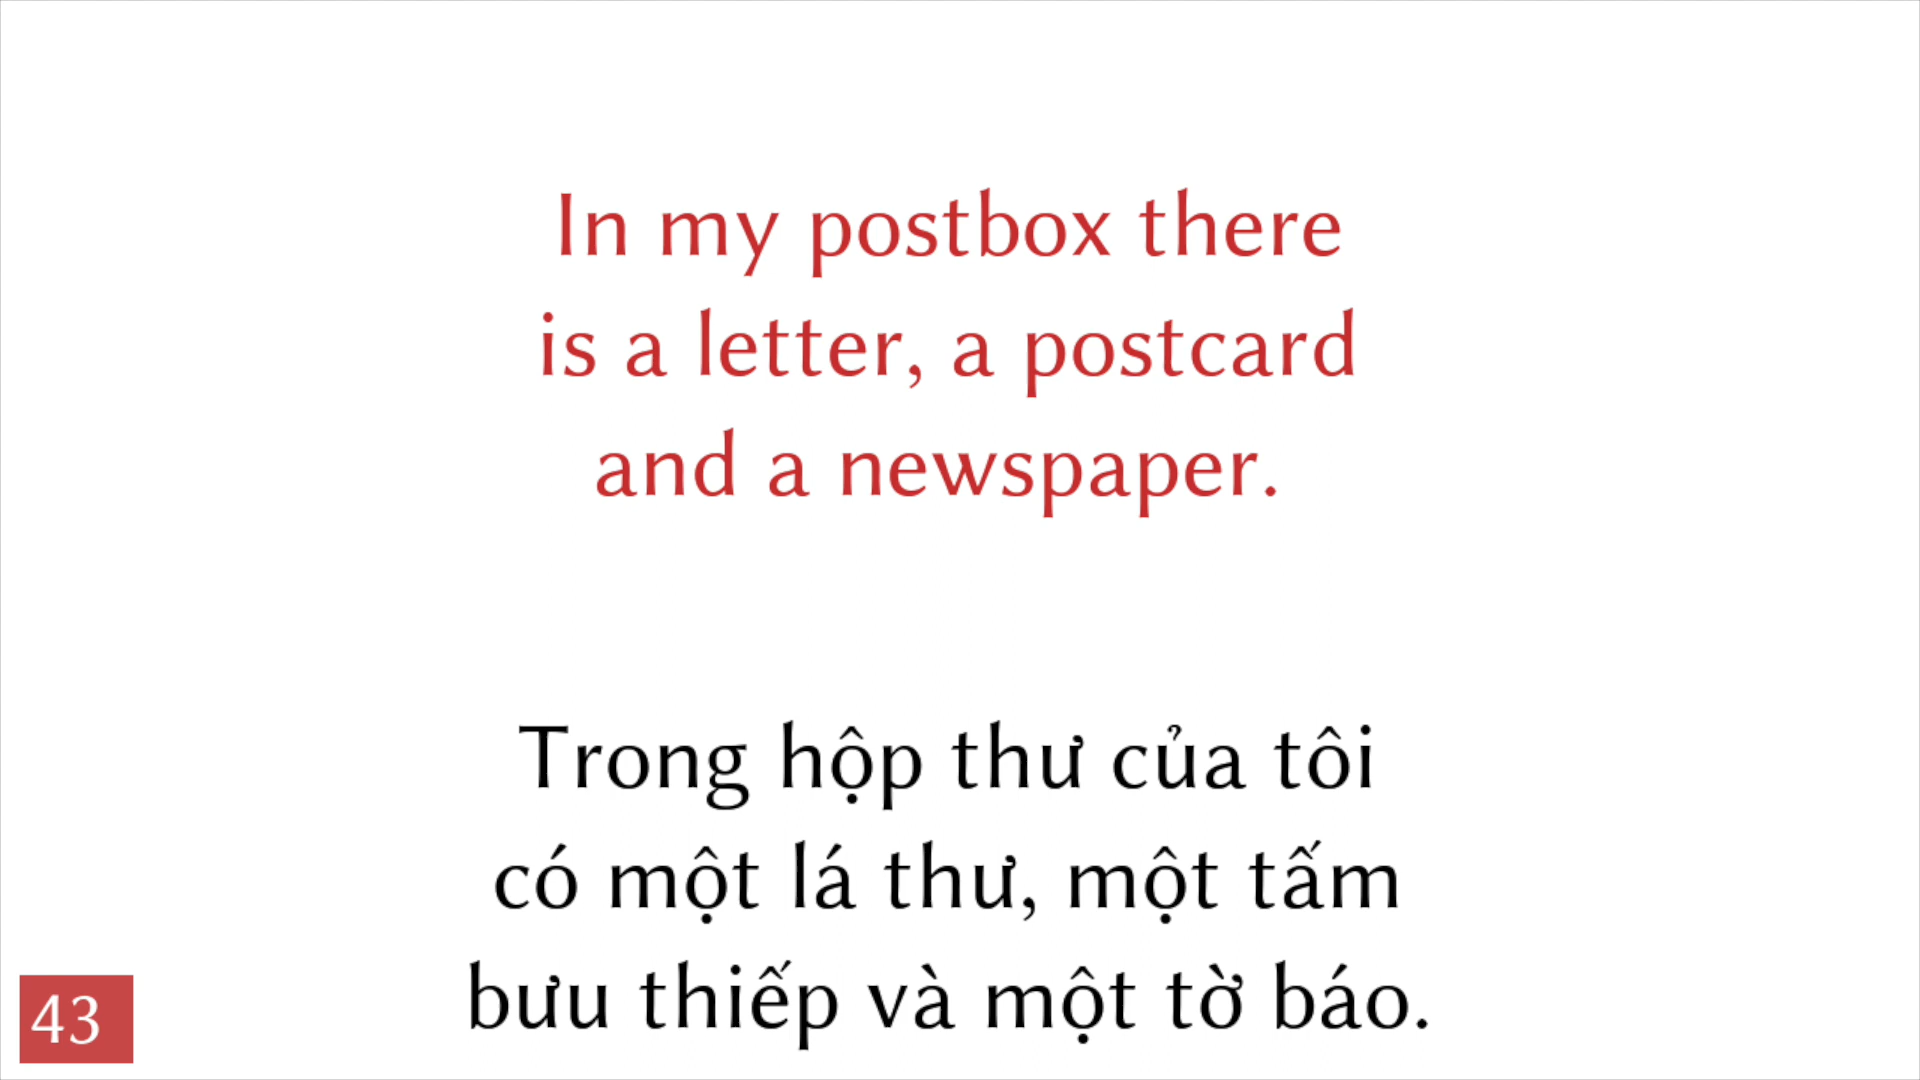 In my postbox there
is a letter, a postcard
and a newspaper.
Trong hộp thư của tôi
có một lá thư, một tấm
bưu thiếp và một tờ báo.
43